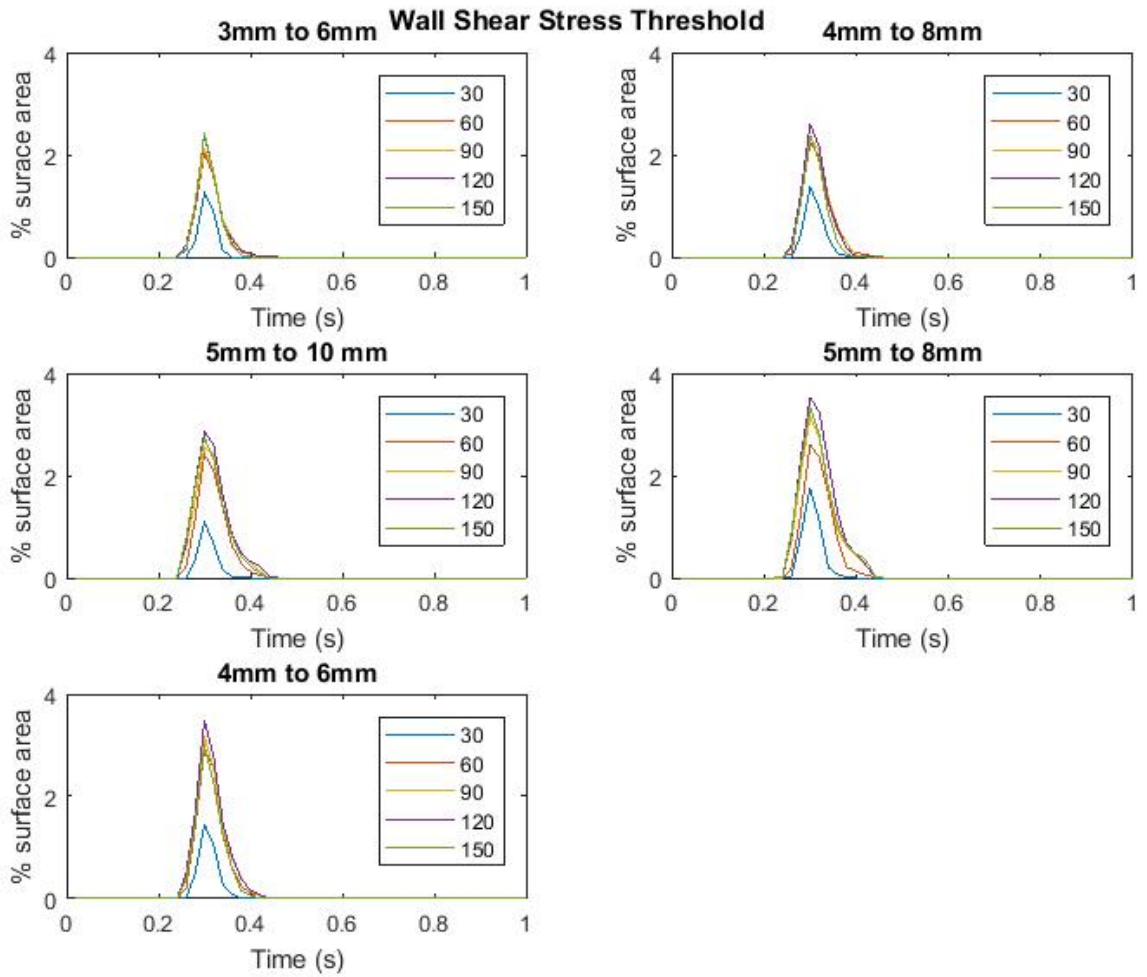 Wall Shear Stress Threshold
3mm to 6mm
4
2
0
% surace area
30
60
90
120
150
0 0.2 0.4 0.6 0.8 1
Time (s)
4mm to 8mm
4
2
0
% surface area
30
60
90
120
150
0 0.2 0.4 0.6 0.8 1
Time (s)
5mm to 10 mm
4
2
0
% surface area
30
60
90
120
150
0 0.2 0.4 0.6 0.8 1
Time (s)
5mm to 8mm
4
2
0
% surface area
30
60
90
120
150
0 0.2 0.4 0.6 0.8 1
Time (s)
4mm to 6mm
4
2
0
% surface area
30
60
90
120
150
0 0.2 0.4 0.6 0.8 1
Time (s)